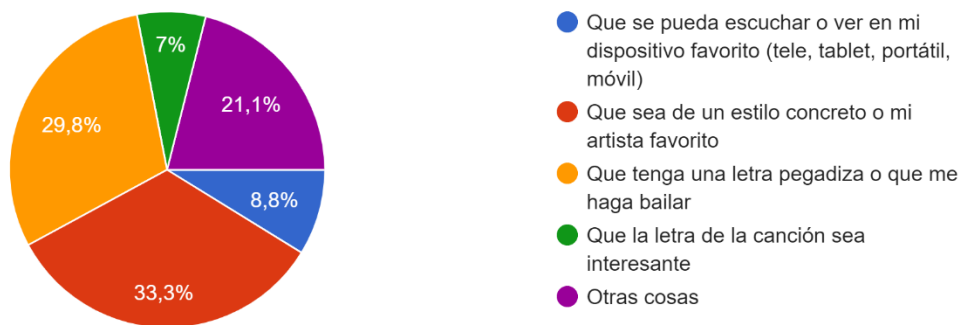 7%
21,1%
29,8%
8,8%
33,3%
Que se pueda escuchar o ver en mi
dispositivo favorito (tele, tablet, portátil,
móvil)
Que sea de un estilo concreto o mi
artista favorito
Que tenga una letra pegadiza o que me
haga bailar
Que la letra de la canción sea
interesante
Otras cosas